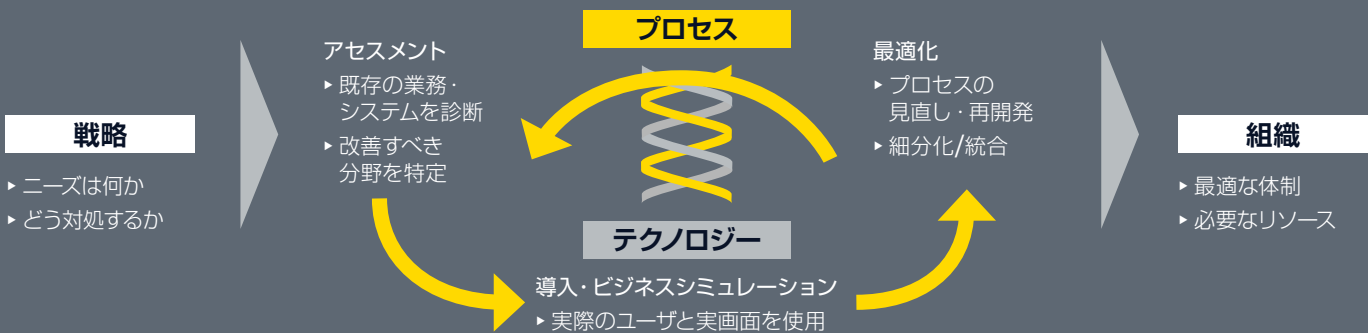 戦略
▸ ニーズは何か
▸ どう対処するか
アセスメント
▸ 既存の業務・
システムを診断
▸ 改善すべき
分野を特定
プロセス
テクノロジー
導入・ビジネスシミュレーション
▸ 実際のユーザと実画面を使用
最適化
▸ プロセスの
見直し・再開発
▸ 細分化/統合
組織
▸ 最適な体制
▸ 必要なリソース